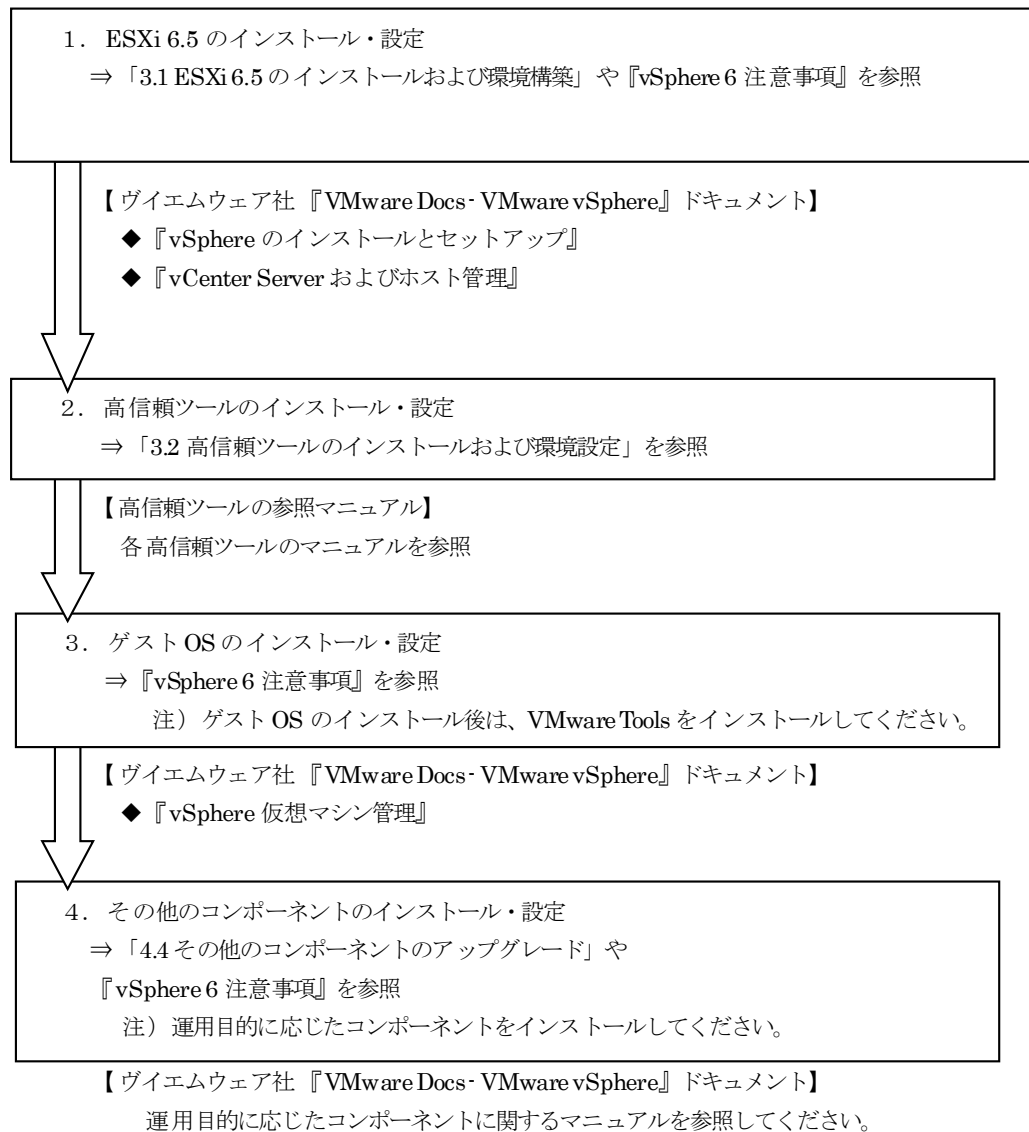 １．ESXi 6.5 のインストール・設定
⇒「3.1 ESXi 6.5 のインストールおよび環境構築」や『vSphere 6 注意事項』を参照
【ヴイエムウェア社 『VMware Docs - VMware vSphere』ドキュメント】
◆『vSphere のインストールとセットアップ』
◆『vCenter Server およびホスト管理』
２．高信頼ツールのインストール・設定
⇒「3.2 高信頼ツールのインストールおよび環境設定」を参照
【高信頼ツールの参照マニュアル】
各高信頼ツールのマニュアルを参照
３．ゲスト OS のインストール・設定
⇒『vSphere 6 注意事項』を参照
注）ゲスト OS のインストール後は、VMware Tools をインストールしてください。
【ヴイエムウェア社 『VMware Docs - VMware vSphere』ドキュメント】
◆『vSphere 仮想マシン管理』
４．その他のコンポーネントのインストール・設定
⇒「4.4 その他のコンポーネントのアップグレード」や
『vSphere 6 注意事項』を参照
注）運用目的に応じたコンポーネントをインストールしてください。
【ヴイエムウェア社 『VMware Docs - VMware vSphere』ドキュメント】
運用目的に応じたコンポーネントに関するマニュアルを参照してください。